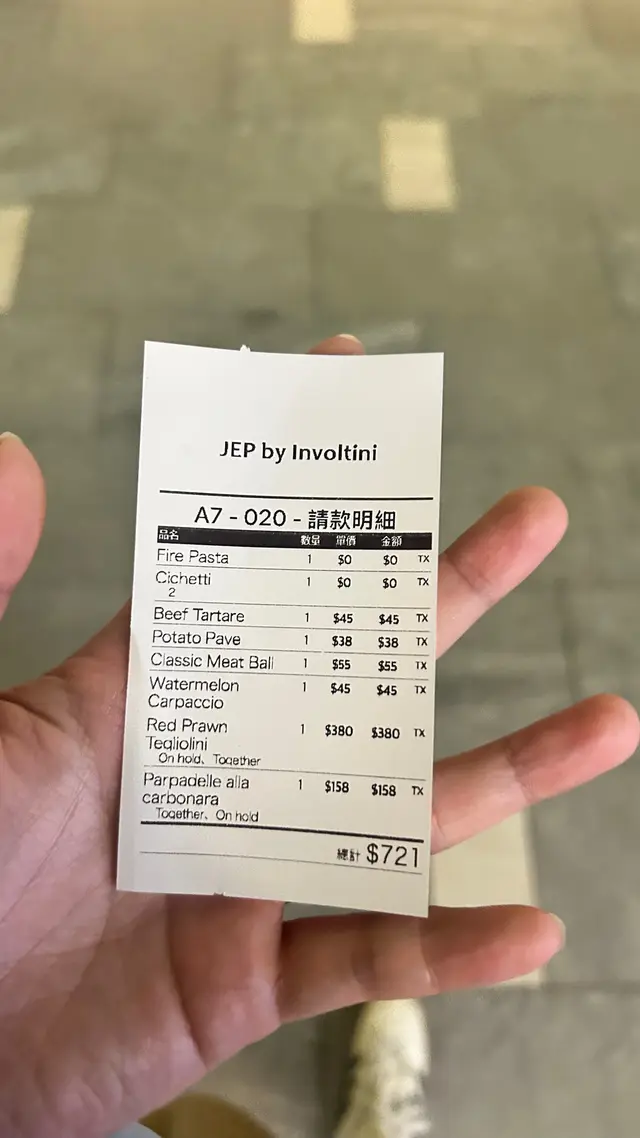 JEP by Involtini
A7 - 020 - 請款明細
品名 數量 單價 金額
Fire Pasta 1 $0 $0 TX
Cichetti 1 $0 $0 TX
2
Beef Tartare 1 $45 $45 TX
Potato Pave 1 $38 $38 TX
Classic Meat Ball 1 $55 $55 TX
Watermelon 1 $45 $45 TX
Carpaccio
Red Prawn 1 $380 $380 TX
Tegliolini
On hold、Together
Parpadelle alla 1 $158 $158 TX
carbonara
Together、On hold
總計 $721